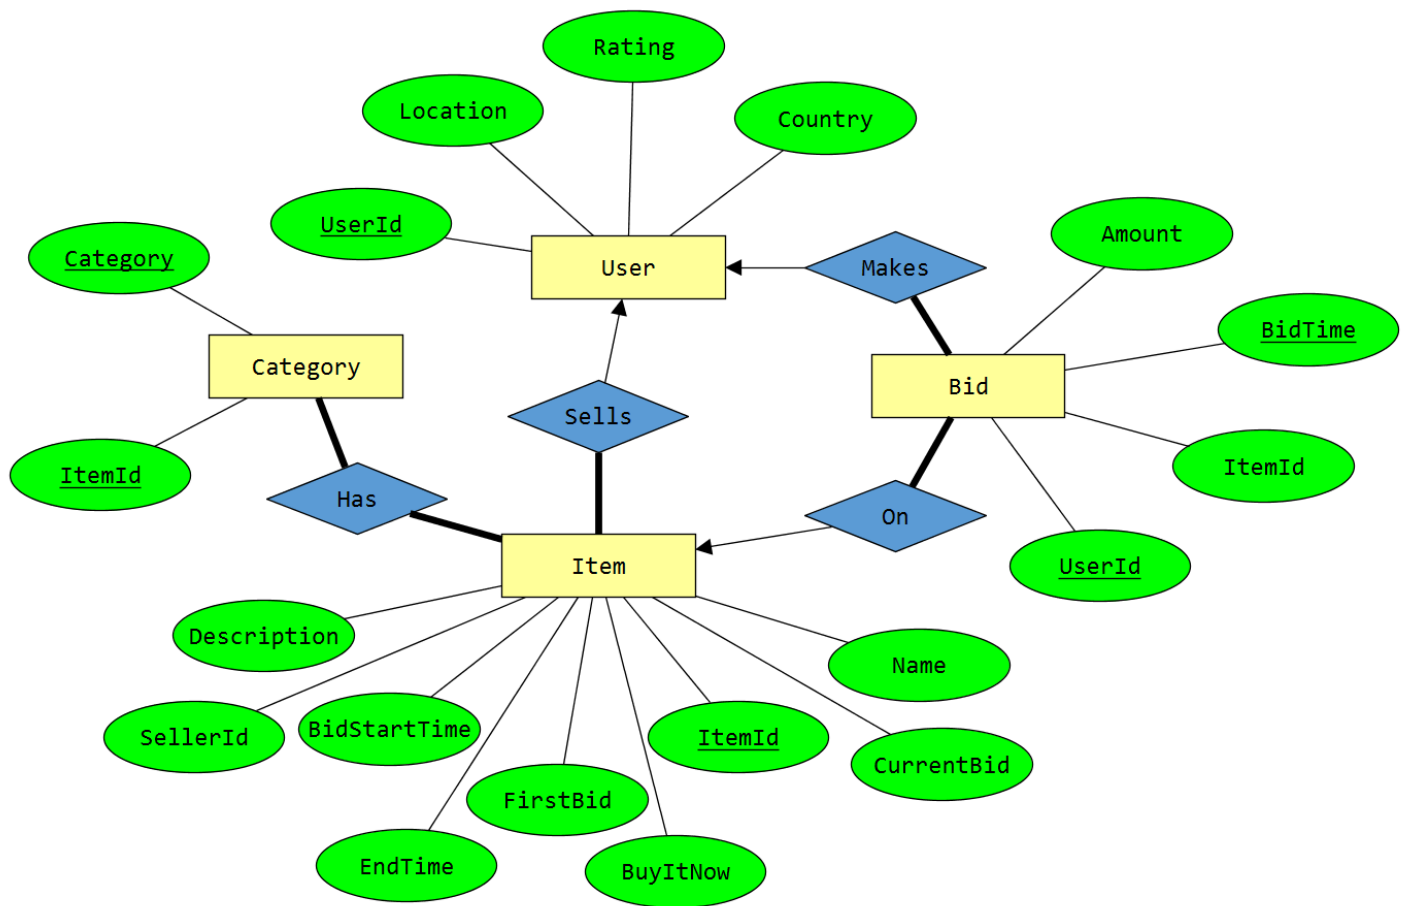 Rating
Location
Country
UserId
Category
Amount
User
Makes
BidTime
Category
Bid
Sells
ItemId
ItemId
Has
On
Item
UserId
Description
Name
SellerId
BidStartTime
ItemId
CurrentBid
FirstBid
EndTime
BuyItNow